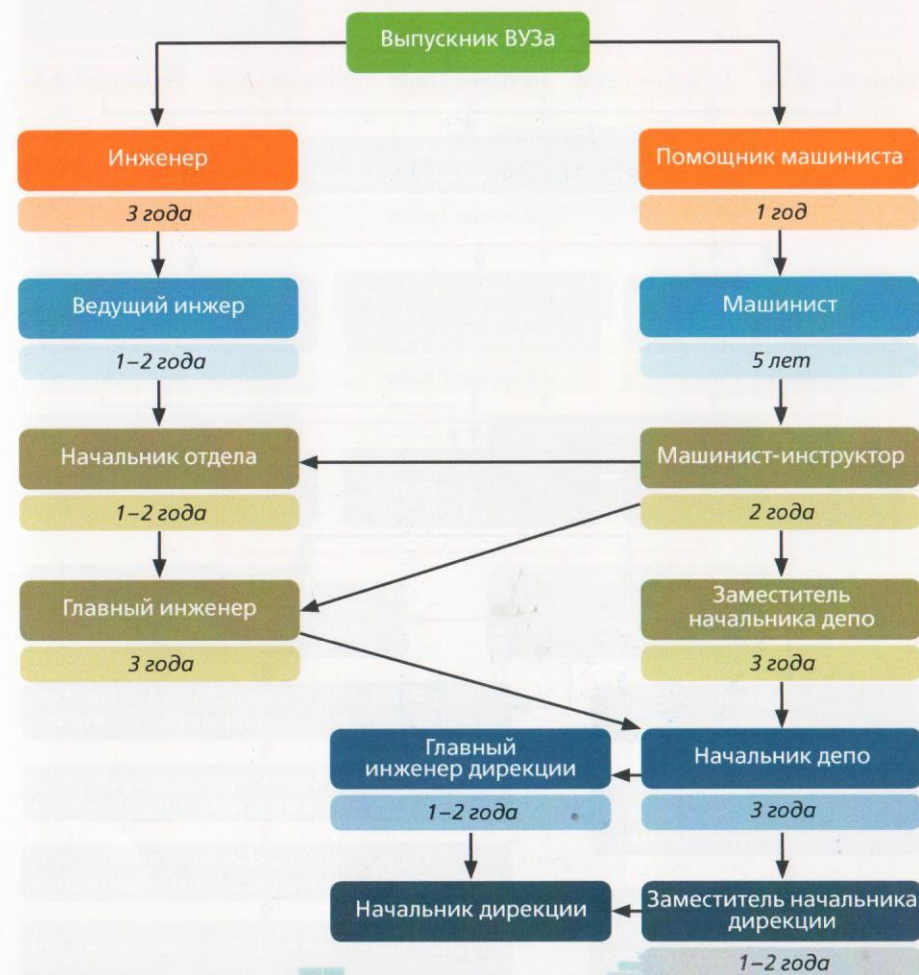 Выпускник ВУЗа
Инженер
Помощник машиниста
3 года
1 год
Ведущий инжер
Машинист
1–2 года
5 лет
Начальник отдела
Машинист-инструктор
1–2 года
2 года
Главный инженер
Заместитель
начальника депо
3 года
3 года
Главный
инженер дирекции
Начальник депо
1–2 года
3 года
Начальник дирекции
Заместитель начальника
дирекции
1–2 года